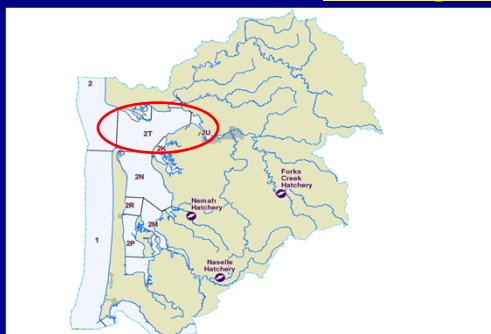 2
2T
2U
2K
2N
Forks
Creek
Hatchery
Nemah
Hatchery
2R
2M
1
2P
Naselle
Hatchery